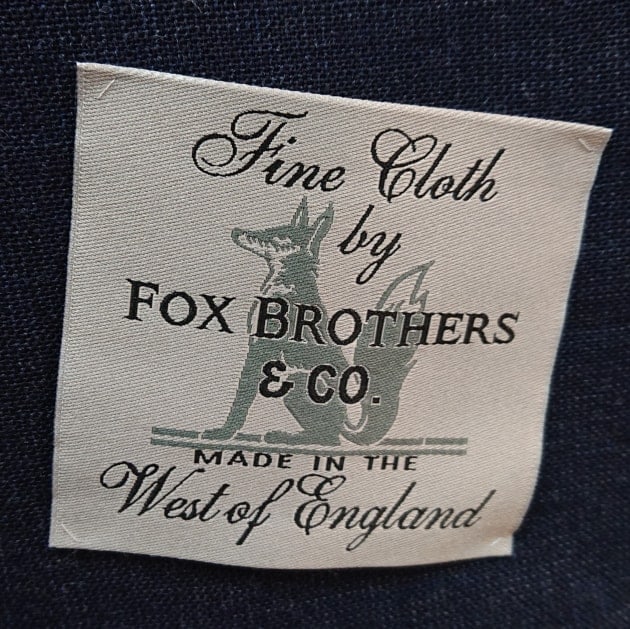 Fine Cloth
by
FOX BROTHERS
& CO.
MADE IN THE
West of England